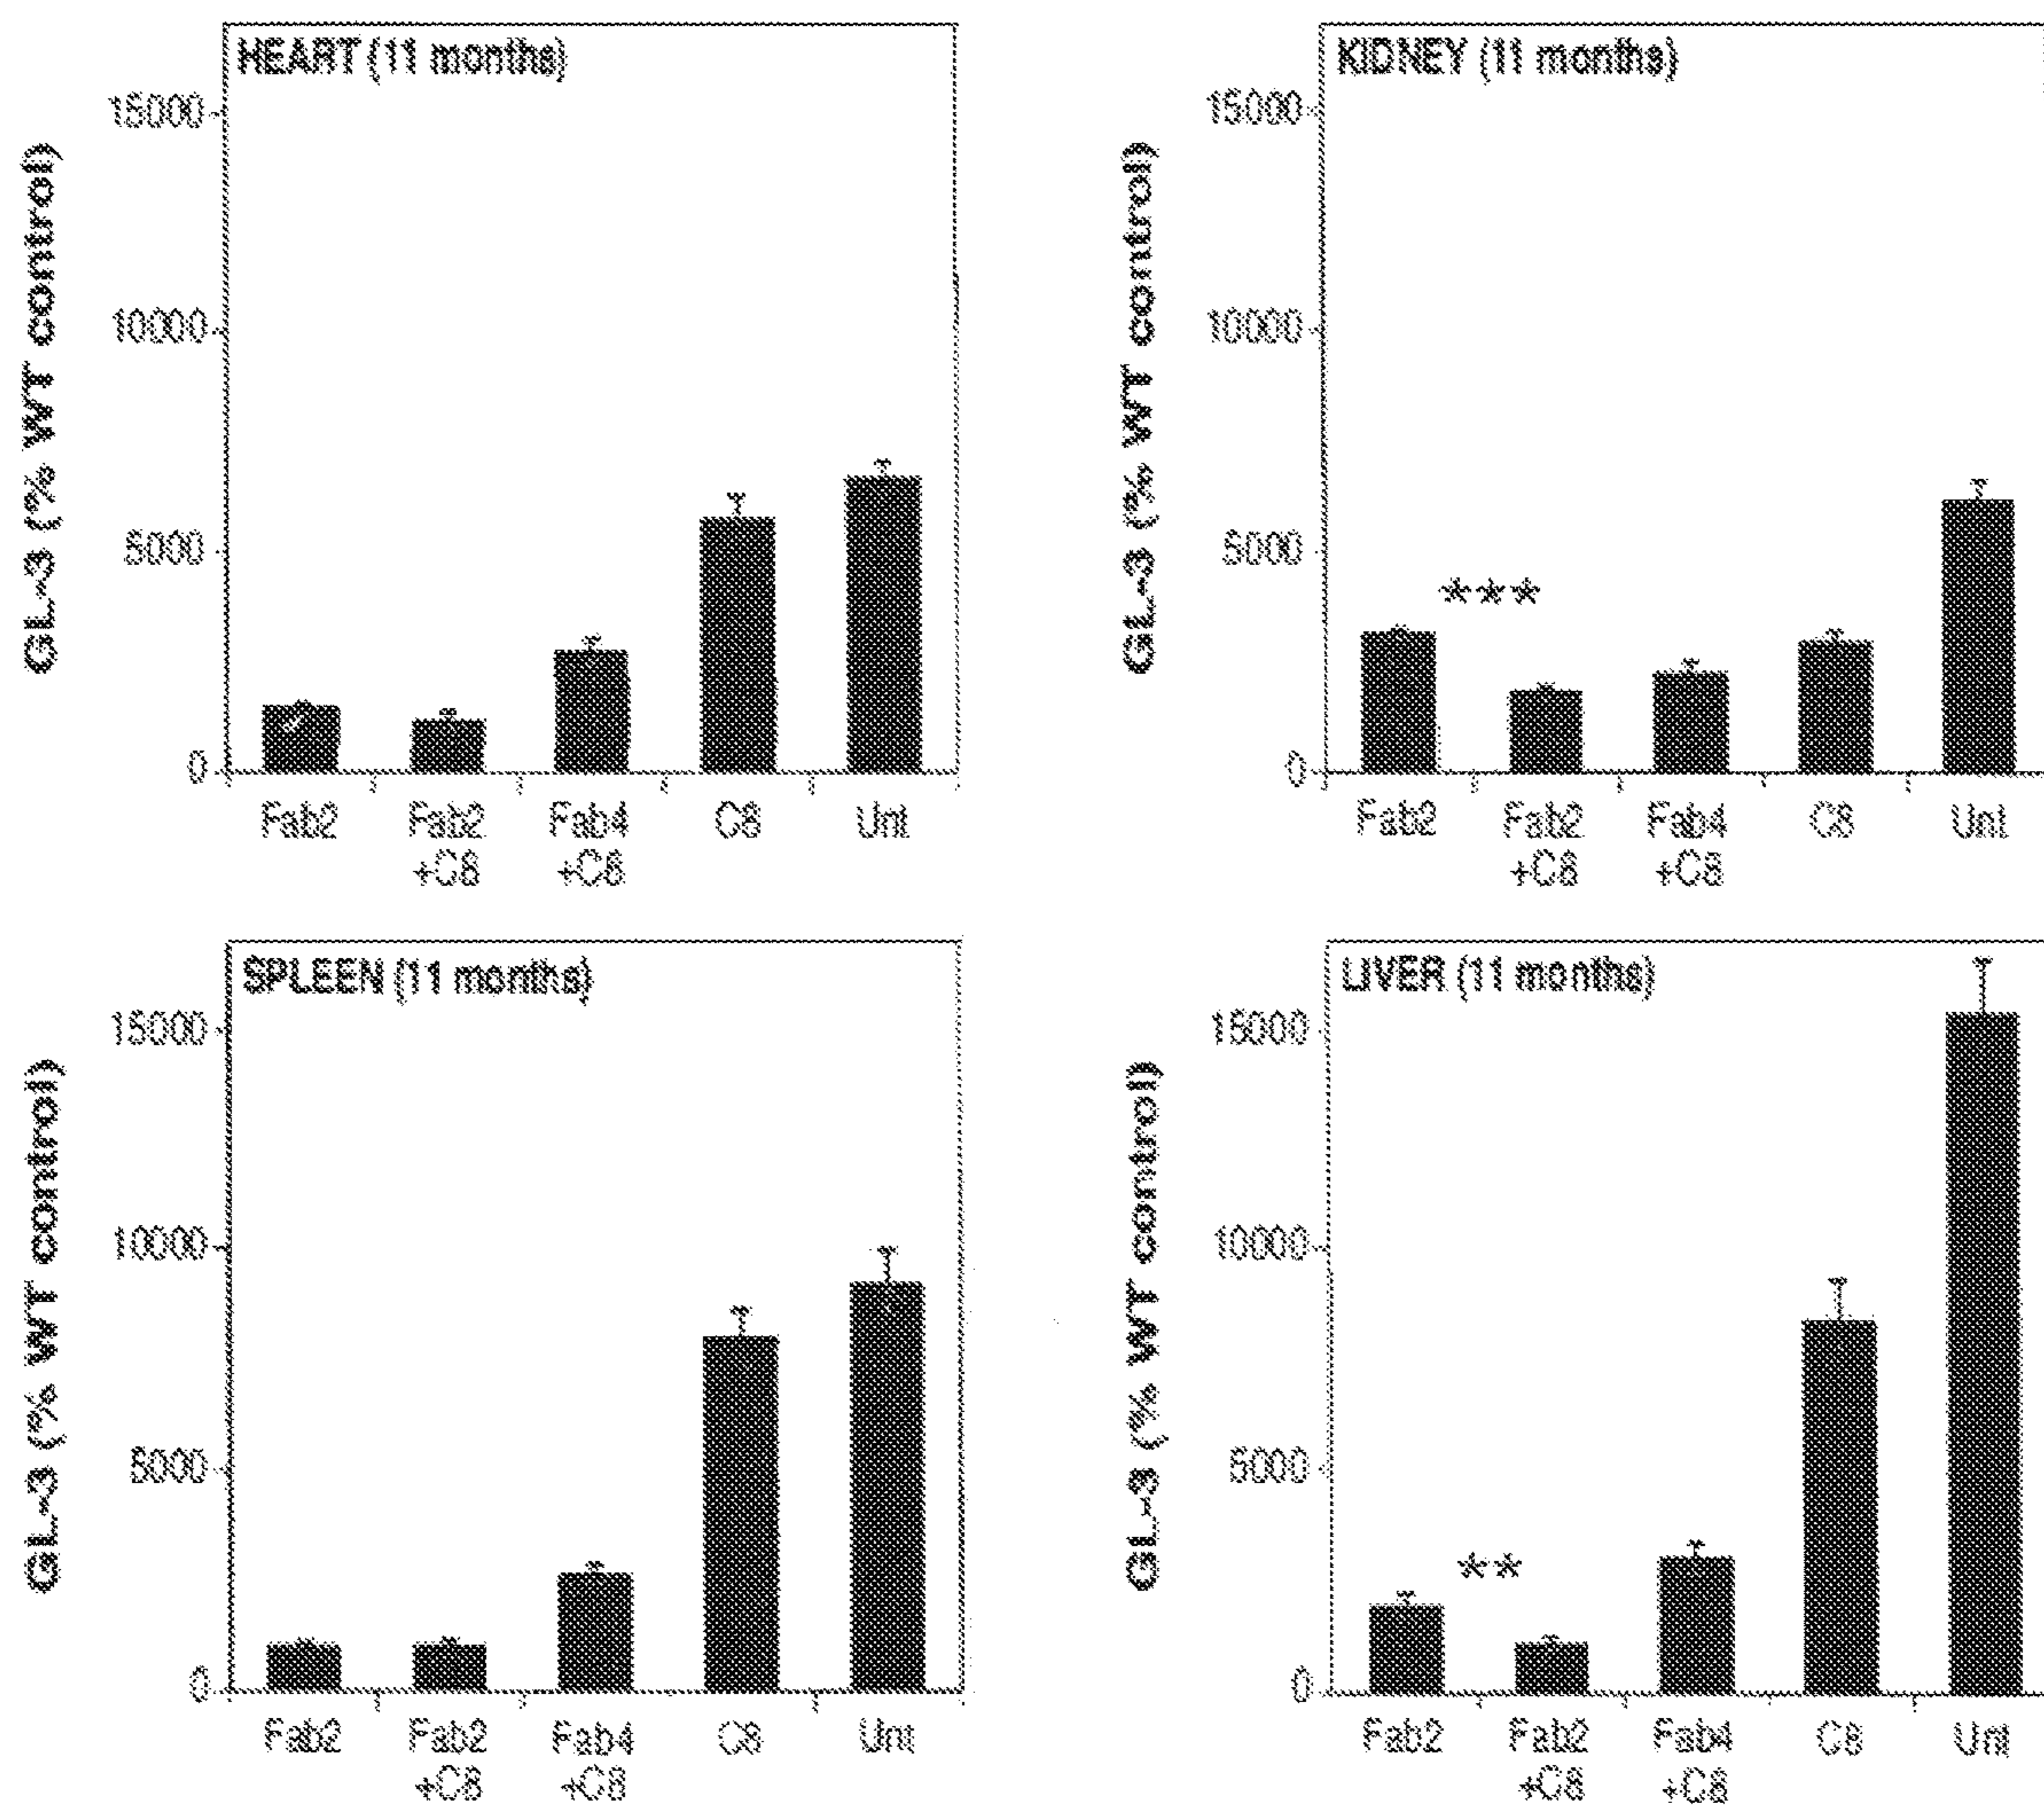 HEART (11 months)
GL-3 (% WT control)
15000
10000
5000
0
Fab2 Fab2 Fab4 C8 Unt
+C8 +C8
KIDNEY (11 months)
GL-3 (% WT control)
15000
10000
5000
0
***
Fab2 Fab2 Fab4 C8 Unt
+C8 +C8
SPLEEN (11 months)
GL-3 (% WT control)
15000
10000
5000
0
Fab2 Fab2 Fab4 C8 Unt
+C8 +C8
LIVER (11 months)
GL-3 (% WT control)
15000
10000
5000
0
**
Fab2 Fab2 Fab4 C8 Unt
+C8 +C8